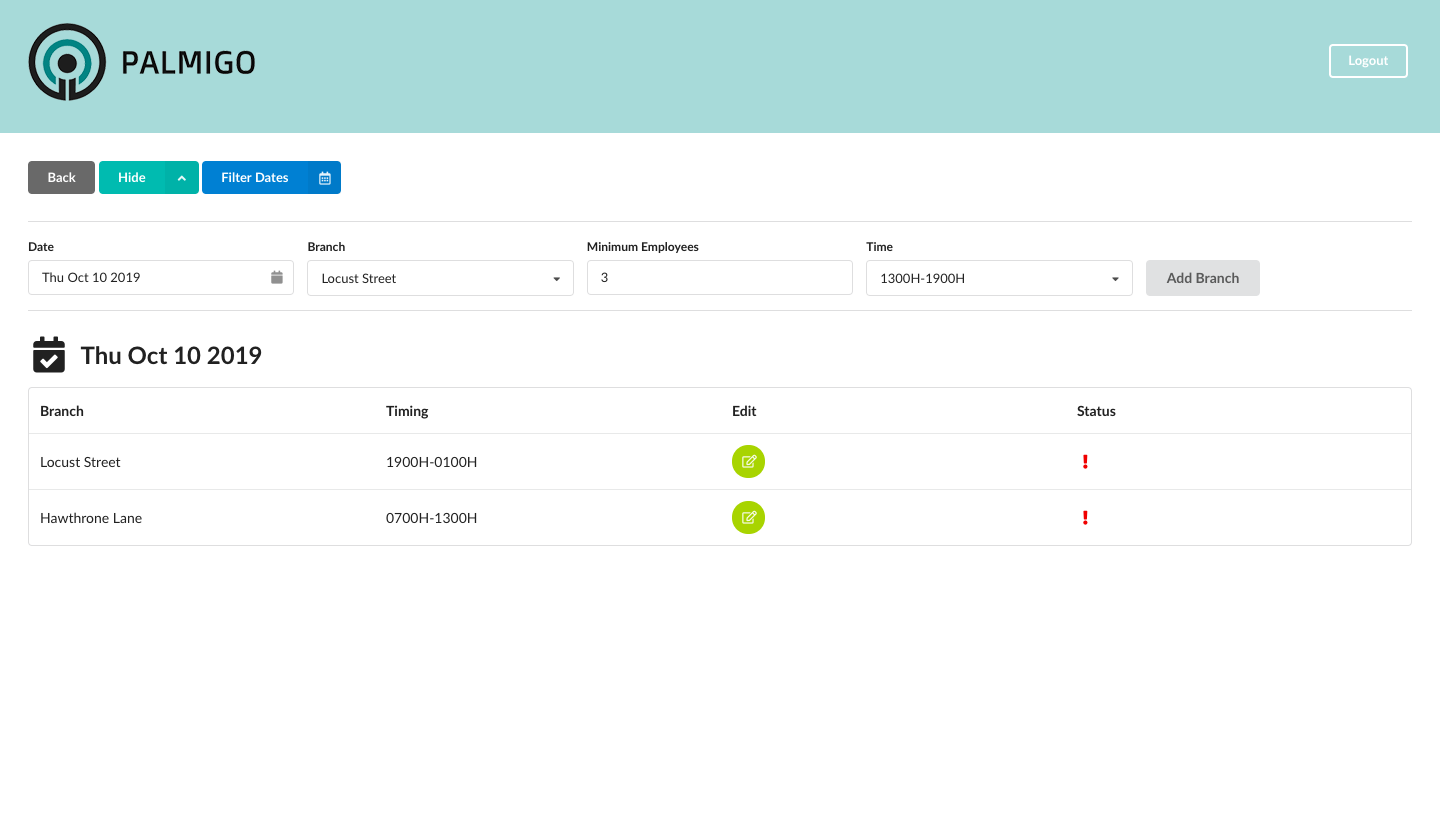 PALMIGO
Logout
Back
Hide
Filter Dates
Date
Branch
Minimum Employees
Time
Thu Oct 10 2019
Locust Street
3
1300H-1900H
Add Branch
Thu Oct 10 2019
Branch Timing Edit Status
Locust Street 1900H-0100H
Hawthrone Lane 0700H-1300H